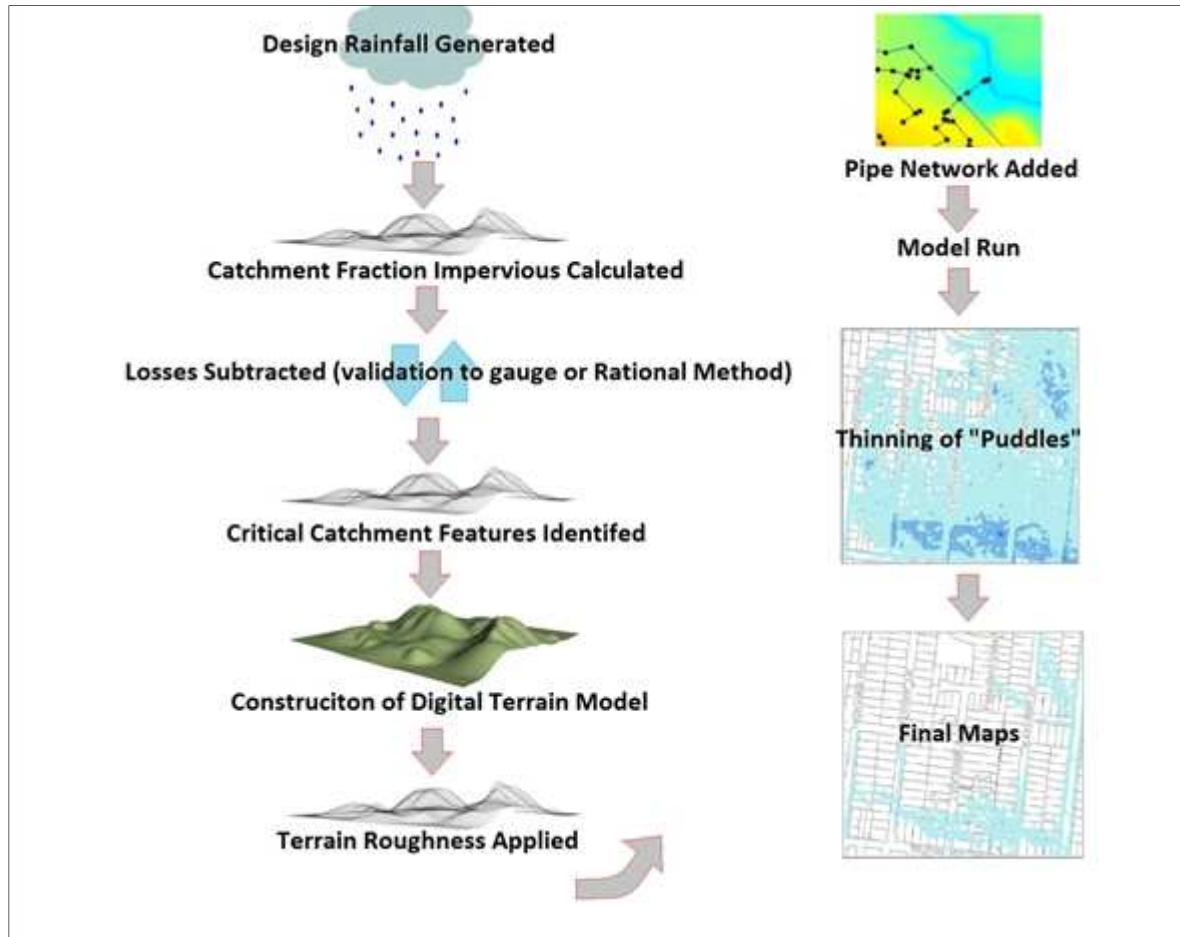 Design Rainfall Generated
Catchment Fraction Impervious Calculated
Losses Subtracted (validation to gauge or Rational Method)
Critical Catchment Features Identifed
Construciton of Digital Terrain Model
Terrain Roughness Applied
Pipe Network Added
Model Run
Thinning of "Puddles"
Final Maps